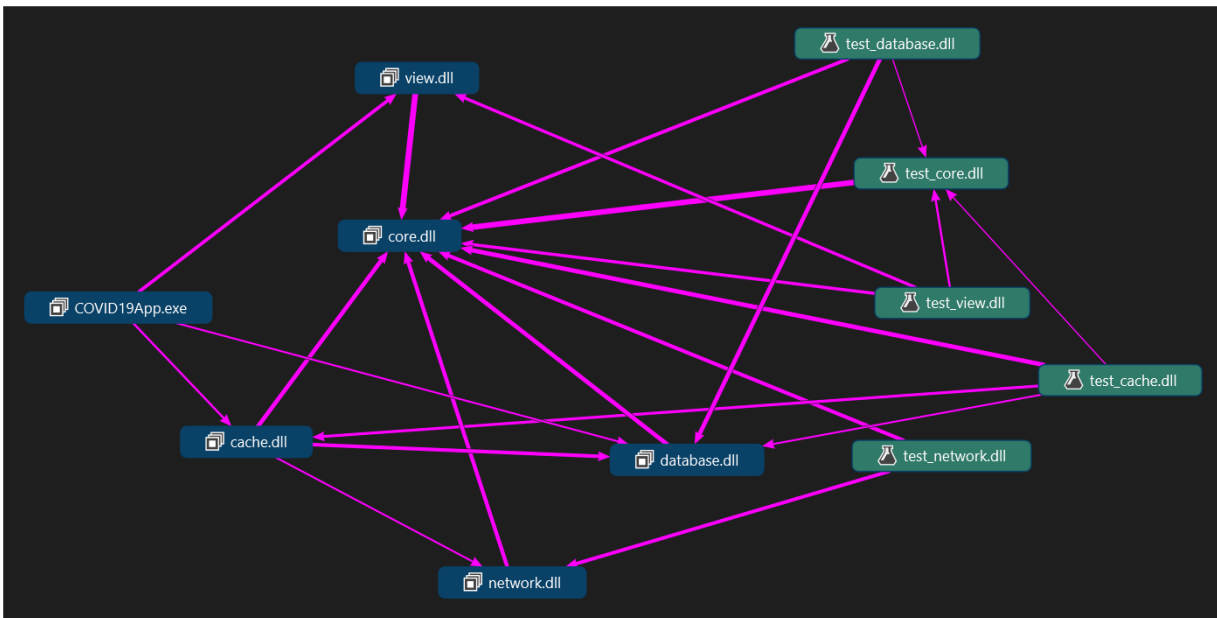 test_database.dll
view.dll
test_core.dll
core.dll
test_view.dll
COVID19App.exe
test_cache.dll
cache.dll
database.dll
test_network.dll
network.dll